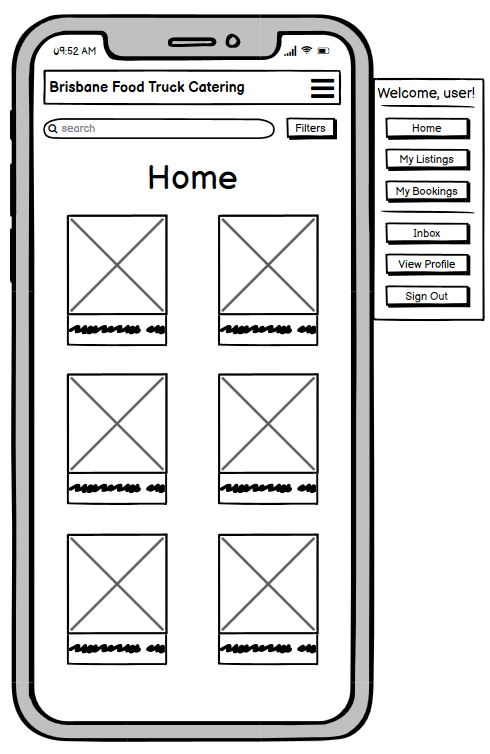 09:52 AM
Brisbane Food Truck Catering
search
Filters
Home
Welcome, user!
Home
My Listings
My Bookings
Inbox
View Profile
Sign Out